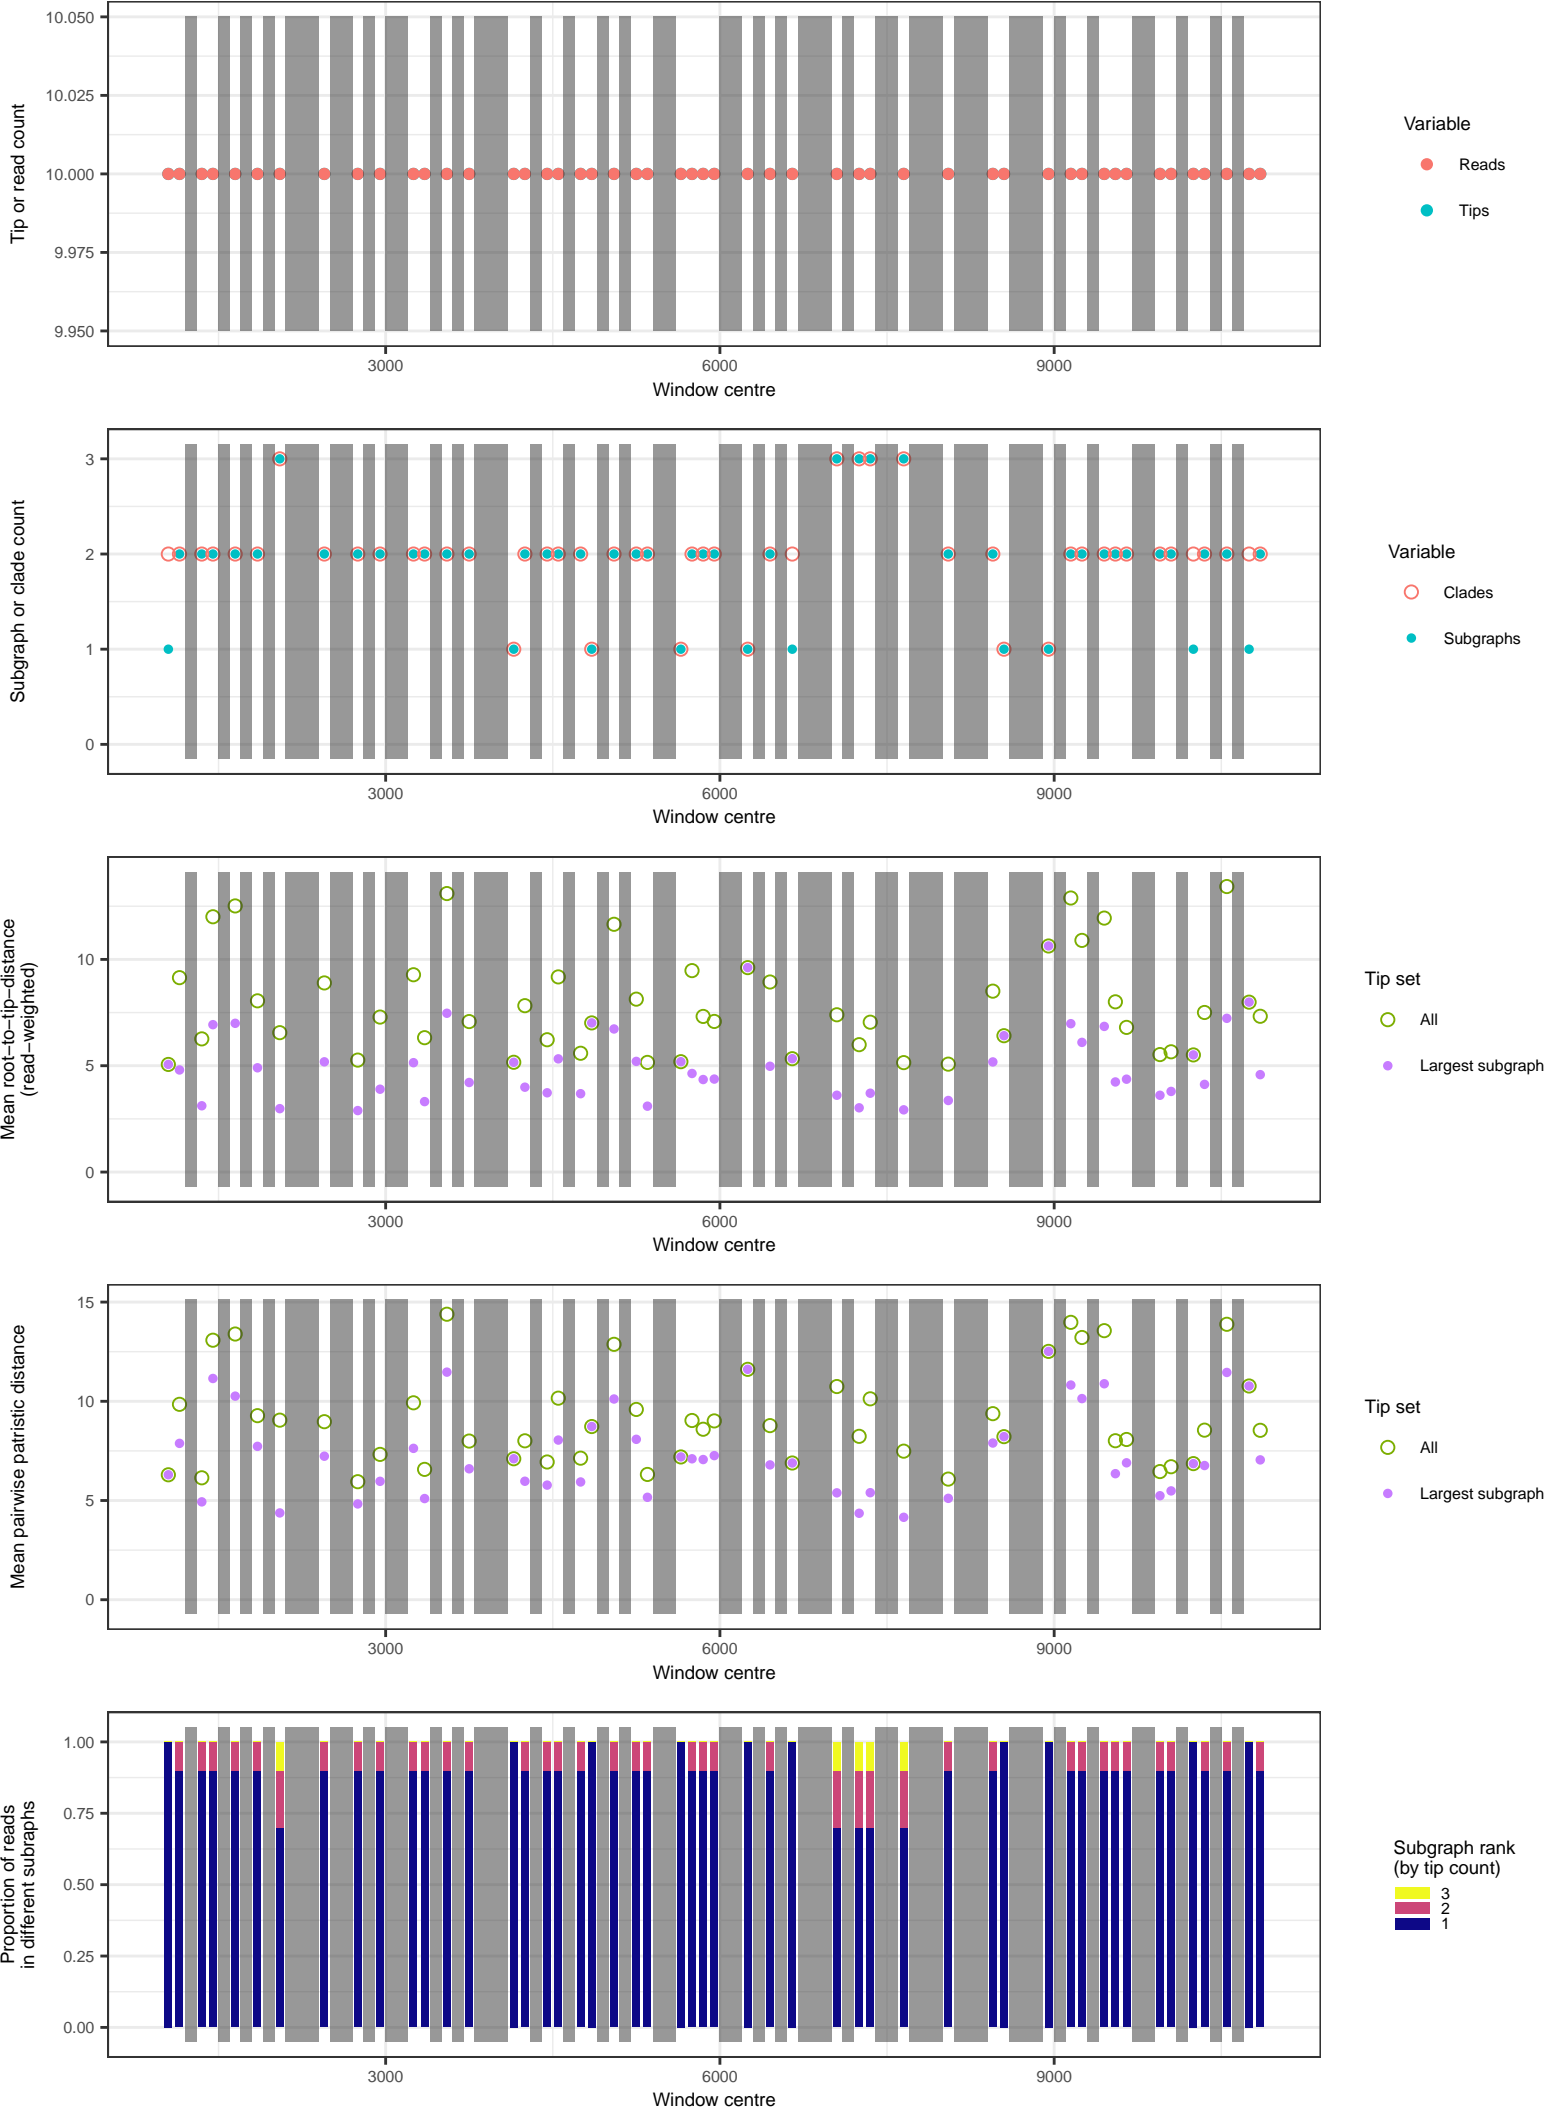 10.050
10.025
10.000
9.975
9.950
Tip or read count
3000
6000
9000
Window centre
Variable
Reads
Tips
3
2
1
0
Subgraph or clade count
3000
6000
9000
Window centre
Variable
Clades
Subgraphs
10
5
0
Mean root−to−tip−distance
(read−weighted)
3000
6000
9000
Window centre
Tip set
All
Largest subgraph
15
10
5
0
Mean pairwise patristic distance
3000
6000
9000
Window centre
Tip set
All
Largest subgraph
1.00
0.75
0.50
0.25
0.00
Proportion of reads
in different subraphs
3000
6000
9000
Window centre
Subgraph rank
(by tip count)
3
2
1